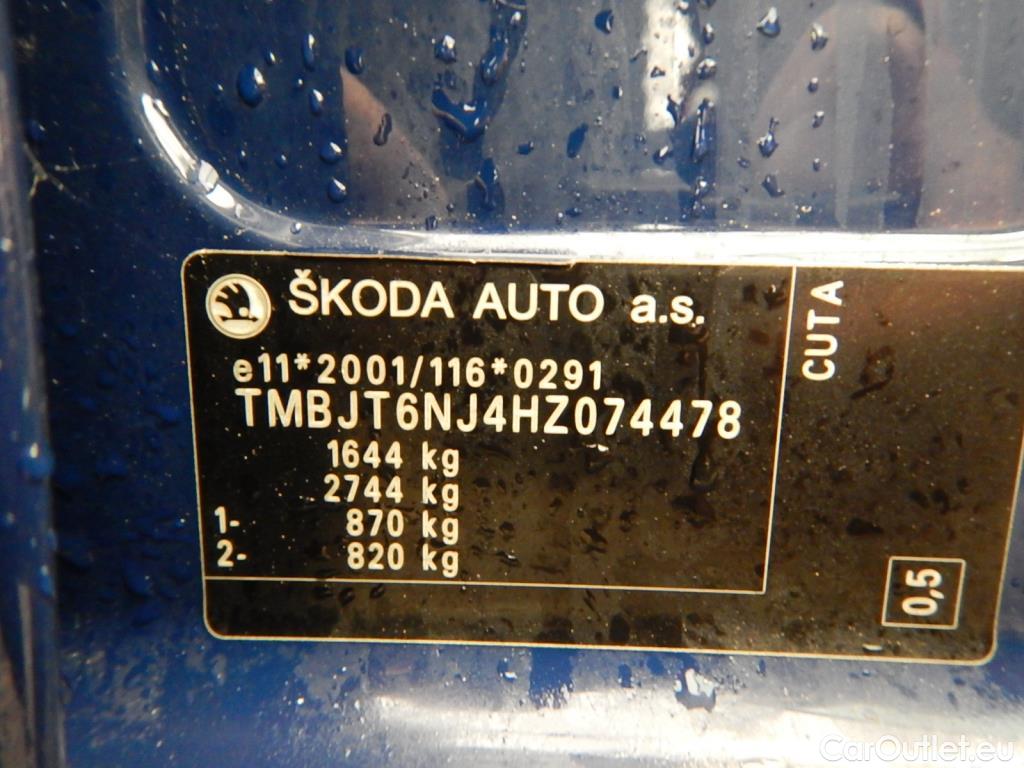 ŠKODA AUTO a.s.
e11*2001/116*0291
TMBJT6NJ4HZ074478
1644 kg
2744 kg
1- 870 kg
2- 820 kg
CUTA
0,5
CarOutlet.eu